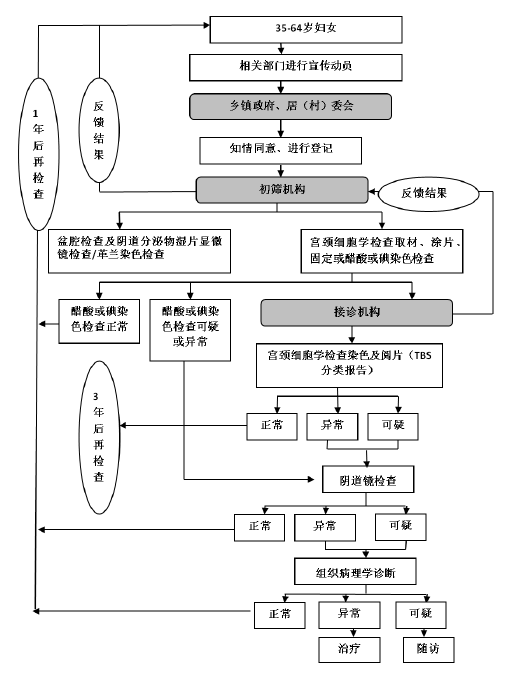 35-64岁妇女
相关部门进行宣传动员
乡镇政府、居（村）委会
知情同意、进行登记
初筛机构
反馈结果
反馈结果
1年后再检查
盆腔检查及阴道分泌物湿片显微
镜检查/革兰染色检查
宫颈细胞学检查取材、涂片、
固定或醋酸或碘染色检查
醋酸或碘染
色检查正常
醋酸或碘染
色检查可疑
或异常
接诊机构
宫颈细胞学检查染色及阅片（TBS
分类报告）
3年后再检查
正常
异常
可疑
阴道镜检查
正常
异常
可疑
组织病理学诊断
正常
异常
可疑
治疗
随访